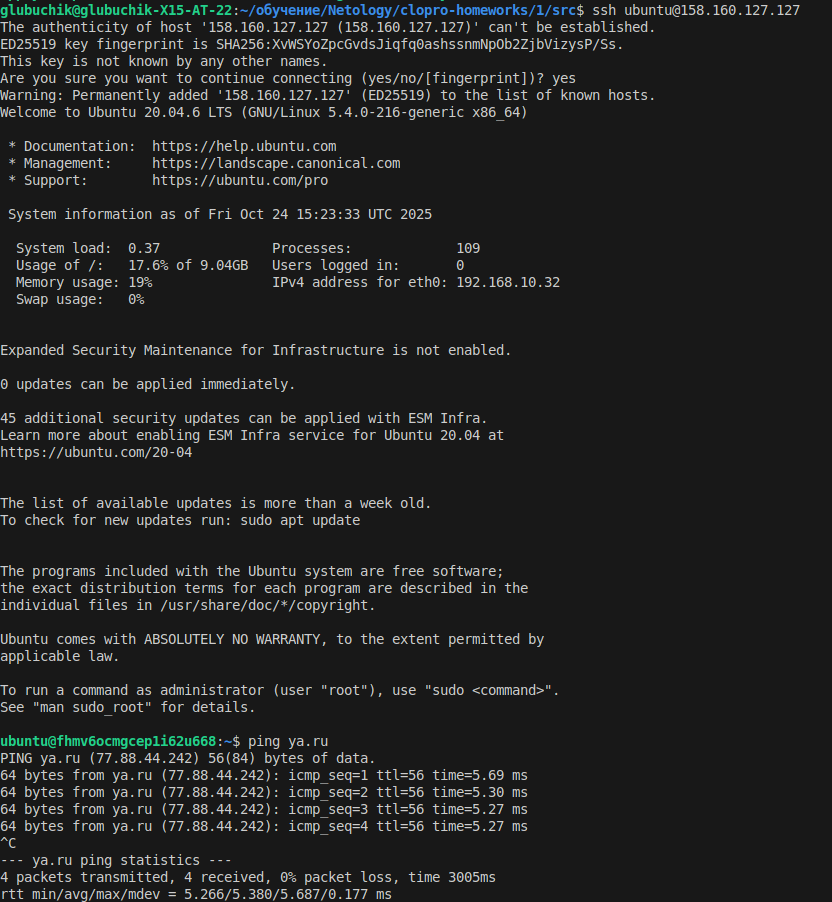 glubuchik@glubuchik-X15-AT-22:~/обучение/Netology/clopro-homeworks/1/src$ ssh ubuntu@158.160.127.127
The authenticity of host '158.160.127.127 (158.160.127.127)' can't be established.
ED25519 key fingerprint is SHA256:XvWSYoZpcGvdsJiqfq0ashssnmNpOb2ZjbVizysP/Ss.
This key is not known by any other names.
Are you sure you want to continue connecting (yes/no/[fingerprint])? yes
Warning: Permanently added '158.160.127.127' (ED25519) to the list of known hosts.
Welcome to Ubuntu 20.04.6 LTS (GNU/Linux 5.4.0-216-generic x86_64)
* Documentation:  https://help.ubuntu.com
* Management:     https://landscape.canonical.com
* Support:        https://ubuntu.com/pro
System information as of Fri Oct 24 15:23:33 UTC 2025
System load:  0.37              Processes:             109
Usage of /:   17.6% of 9.04GB   Users logged in:       0
Memory usage: 19%               IPv4 address for eth0: 192.168.10.32
Swap usage:   0%
Expanded Security Maintenance for Infrastructure is not enabled.
0 updates can be applied immediately.
45 additional security updates can be applied with ESM Infra.
Learn more about enabling ESM Infra service for Ubuntu 20.04 at
https://ubuntu.com/20-04
The list of available updates is more than a week old.
To check for new updates run: sudo apt update
The programs included with the Ubuntu system are free software;
the exact distribution terms for each program are described in the
individual files in /usr/share/doc/*/copyright.
Ubuntu comes with ABSOLUTELY NO WARRANTY, to the extent permitted by
applicable law.
To run a command as administrator (user "root"), use "sudo <command>".
See "man sudo_root" for details.
ubuntu@fhmv6ocmgcep1i62u668:~$ ping ya.ru
PING ya.ru (77.88.44.242) 56(84) bytes of data.
64 bytes from ya.ru (77.88.44.242): icmp_seq=1 ttl=56 time=5.69 ms
64 bytes from ya.ru (77.88.44.242): icmp_seq=2 ttl=56 time=5.30 ms
64 bytes from ya.ru (77.88.44.242): icmp_seq=3 ttl=56 time=5.27 ms
64 bytes from ya.ru (77.88.44.242): icmp_seq=4 ttl=56 time=5.27 ms
^C
--- ya.ru ping statistics ---
4 packets transmitted, 4 received, 0% packet loss, time 3005ms
rtt min/avg/max/mdev = 5.266/5.380/5.687/0.177 ms